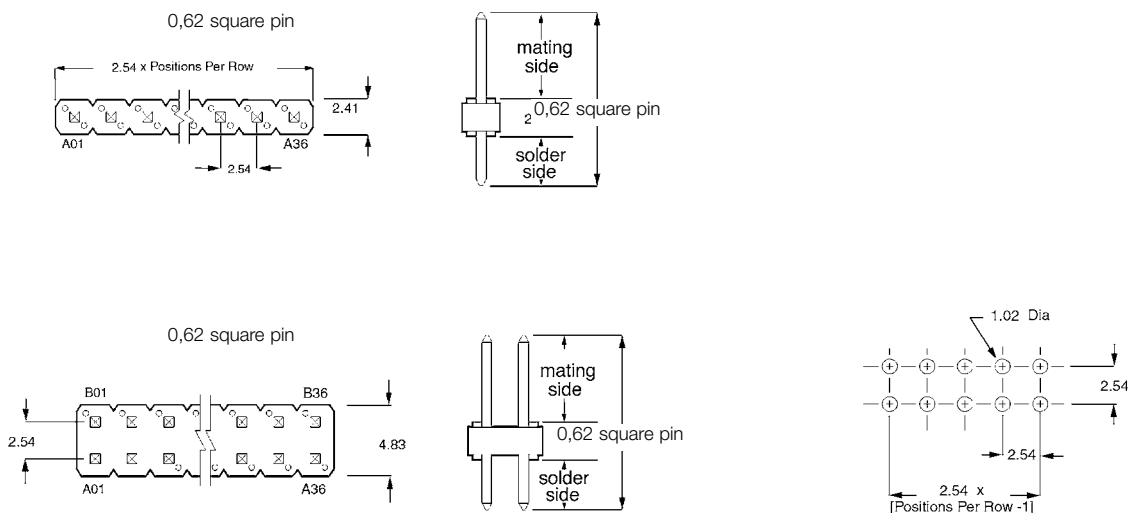 0,62 square pin
2.54 x Positions Per Row
2.41
A01
A36
2.54
mating
side
2
0,62 square pin
solder
side
0,62 square pin
B01
B36
2.54
4.83
A01
A36
mating
side
0,62 square pin
solder
side
1.02 Dia
2.54
2.54
2.54 x
[Positions Per Row -1]